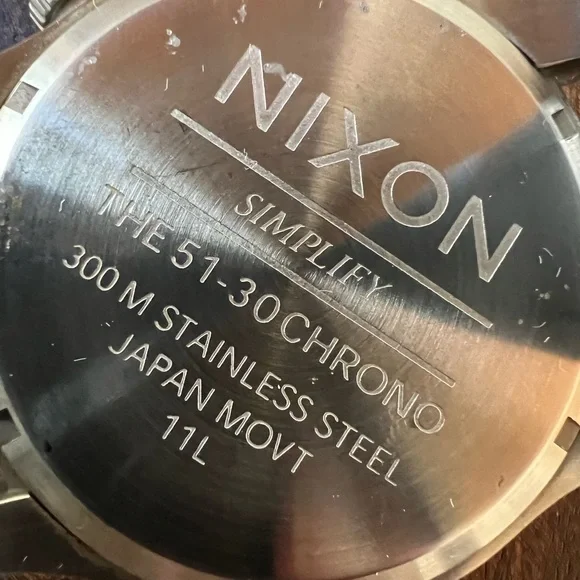 NIXON
SIMPLIFY
THE 51-30 CHRONO
300 M STAINLESS STEEL
JAPAN MOVT
11L